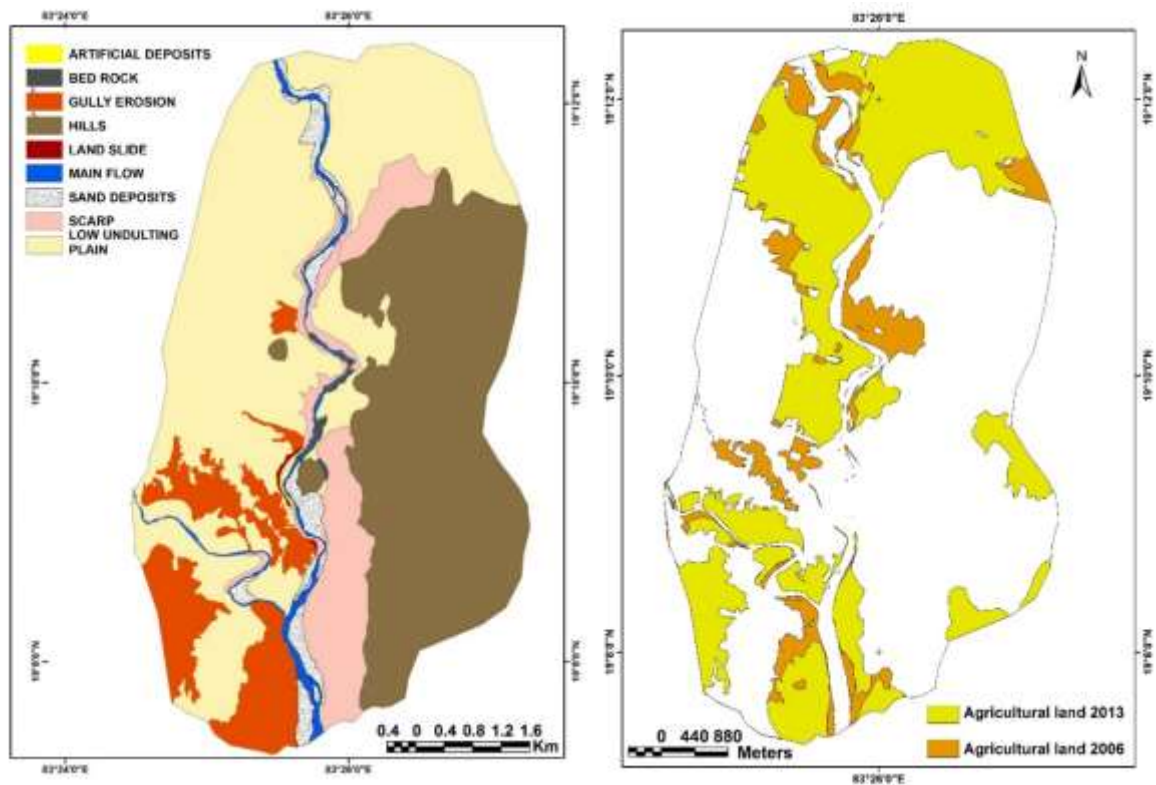 83°24'0"E 83°26'0"E
ARTIFICIAL DEPOSITS
BED ROCK
GULLY EROSION
HILLS
LAND SLIDE
MAIN FLOW
SAND DEPOSITS
SCARP
LOW UNDULTING
PLAIN
0.4 0 0.4 0.8 1.2 1.6
Km
83°24'0"E 83°26'0"E
83°26'0"E
N
Agricultural land 2013
Agricultural land 2006
0 440 880
Meters
83°26'0"E